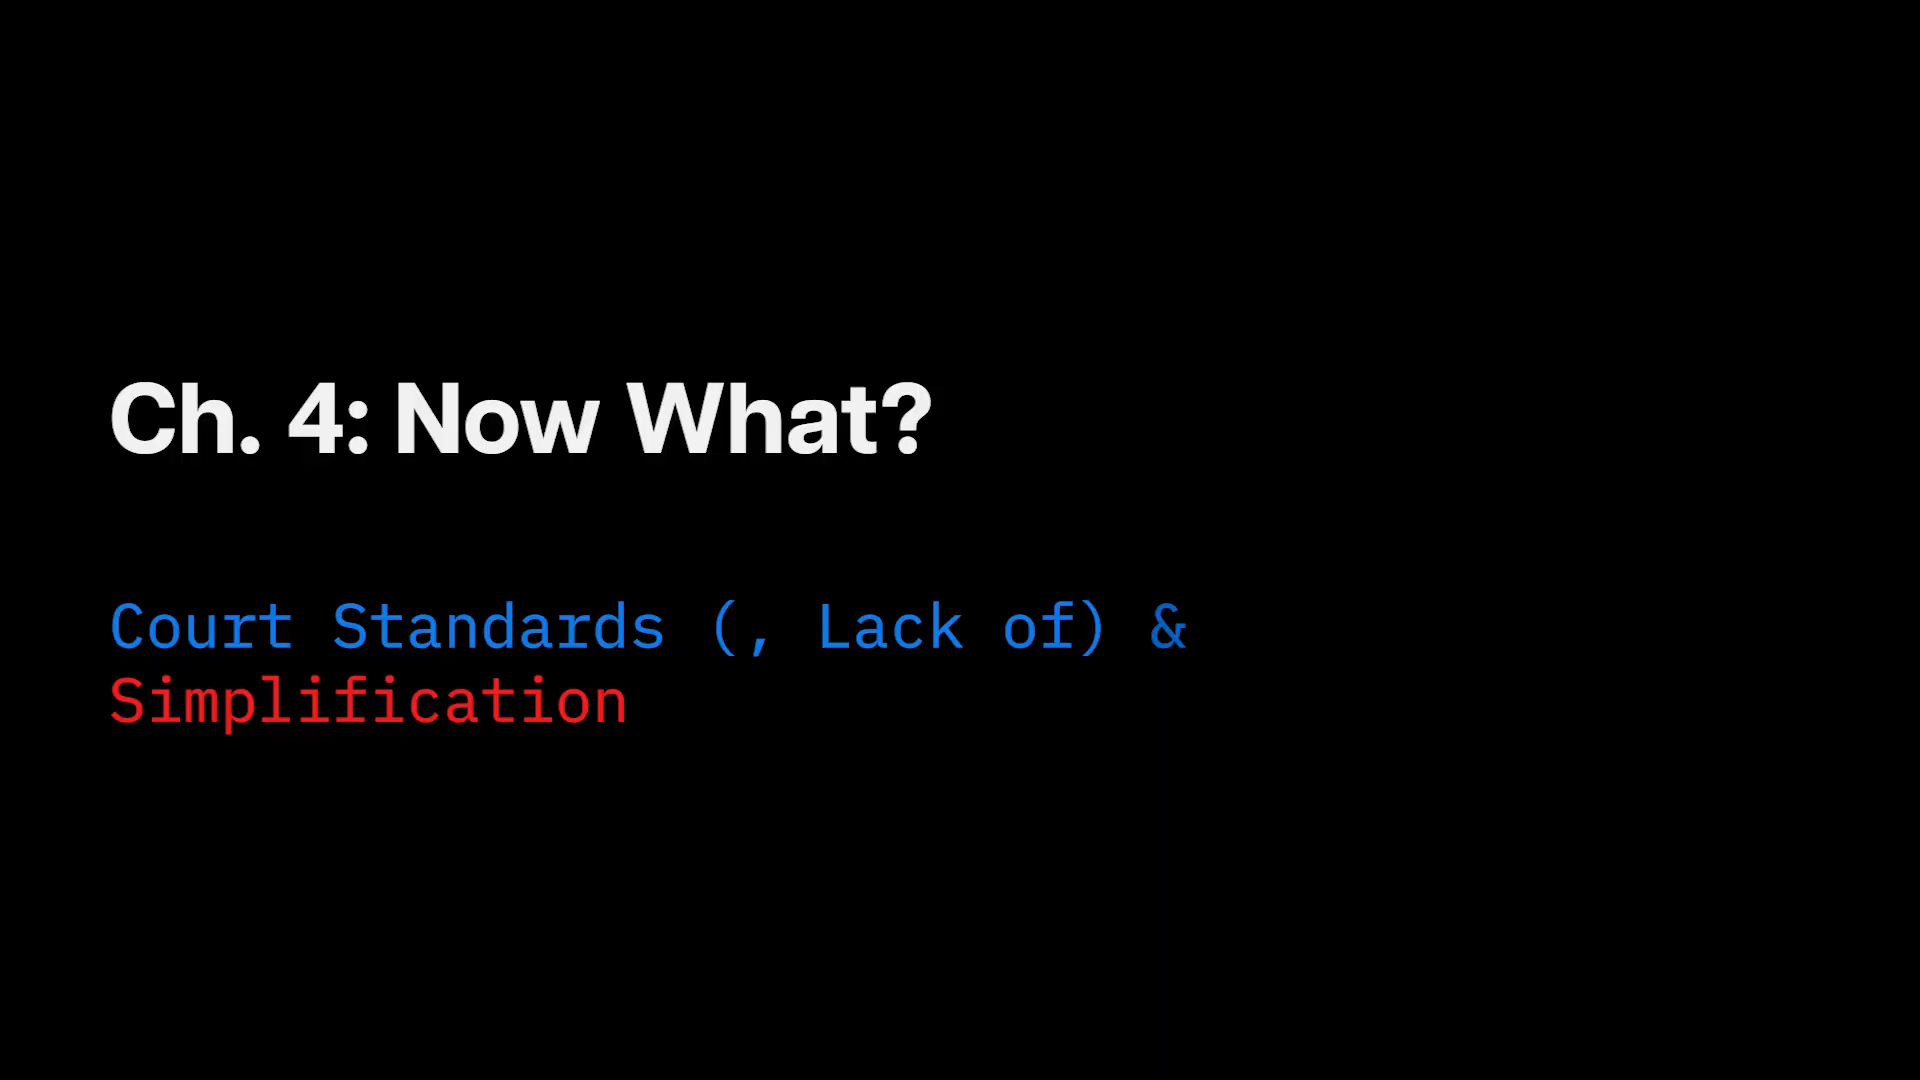 Ch. 4: Now What?
Court Standards (, Lack of) &
Simplification